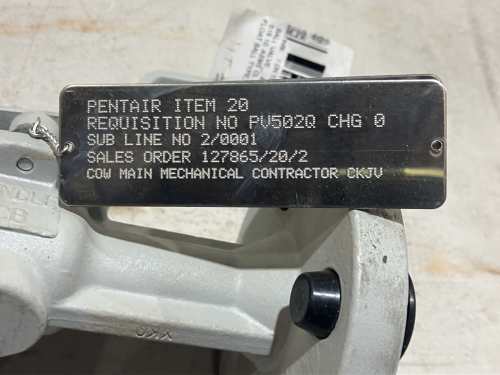 PENTAIR ITEM 20
REQUISITION NO PV502Q CHG 0
SUB LINE NO 2/0001
SALES ORDER 127865/20/2
COW MAIN MECHANICAL CONTRACTOR CKJV